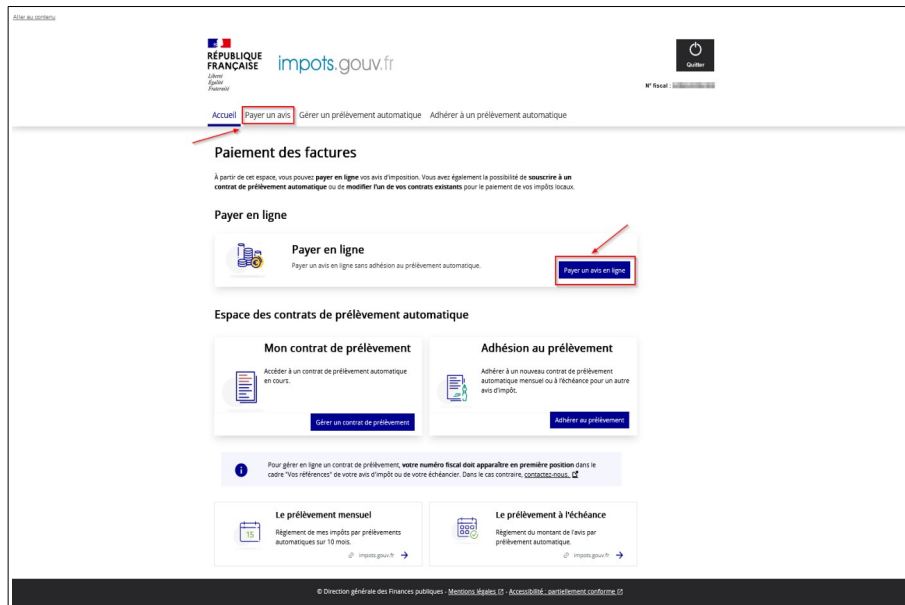 Aller au contenu
RÉPUBLIQUE
FRANÇAISE
Liberté
Égalité
Fraternité
impots.gouv.fr
Quitter
N° fiscal :
Accueil Payer un avis Gérer un prélèvement automatique Adhérer à un prélèvement automatique
Paiement des factures
À partir de cet espace, vous pouvez payer en ligne vos avis d'imposition. Vous avez également la possibilité de souscrire à un
contrat de prélèvement automatique ou de modifier l'un de vos contrats existants pour le paiement de vos impôts locaux.
Payer en ligne
Payer en ligne
Payer un avis en ligne sans adhésion au prélèvement automatique.
Payer un avis en ligne
Espace des contrats de prélèvement automatique
Mon contrat de prélèvement
Accéder à un contrat de prélèvement automatique
en cours.
Gérer un contrat de prélèvement
Adhésion au prélèvement
Adhérer à un nouveau contrat de prélèvement
automatique mensuel ou à l'échéance pour un autre
avis d'impôt.
Adhérer au prélèvement
Pour gérer en ligne un contrat de prélèvement, votre numéro fiscal doit apparaître en première position dans le
cadre "Vos références" de votre avis d'impôt ou de votre échéancier. Dans le cas contraire, contactez-nous.
Le prélèvement mensuel
15
Règlement de mes impôts par prélèvements
automatiques sur 10 mois.
impots.gouv.fr
Le prélèvement à l'échéance
Règlement du montant de l'avis par
prélèvement automatique.
impots.gouv.fr
© Direction générale des Finances publiques - Mentions légales - Accessibilité : partiellement conforme